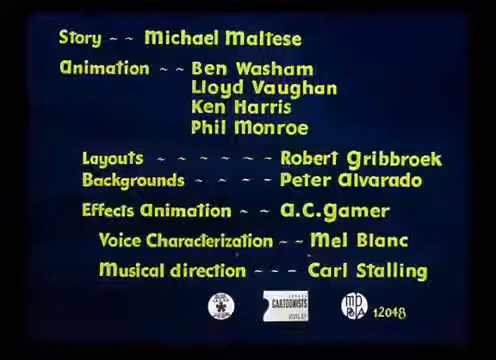 Story ~ ~ Michael Maltese
Animation ~ ~ Ben Washam
Lloyd Vaughan
Ken Harris
Phil Monroe
Layouts ~ ~ ~ ~ ~ ~ Robert Gribbroek
Backgrounds ~ ~ ~ ~ Peter Alvarado
Effects Animation ~ ~ A.C. Gamer
Voice Characterization ~ ~ Mel Blanc
Musical direction ~ ~ ~ Carl Stalling
CARTOONISTS
12048